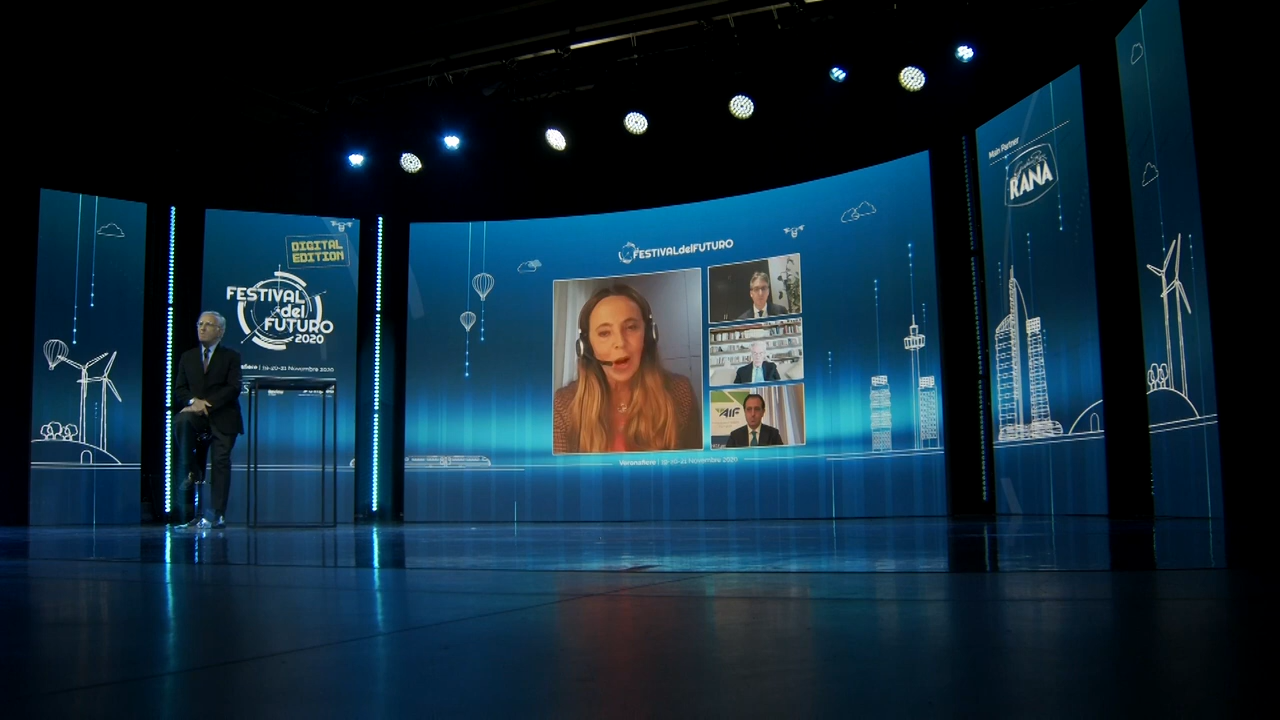 DIGITAL
EDITION
FESTIVAL
del
FUTURO
2020
19-20-21 Novembre 2020
FESTIVALdelFUTURO
AIF
Veronafiere | 19-20-21 Novembre 2020
Main Partner
RANA